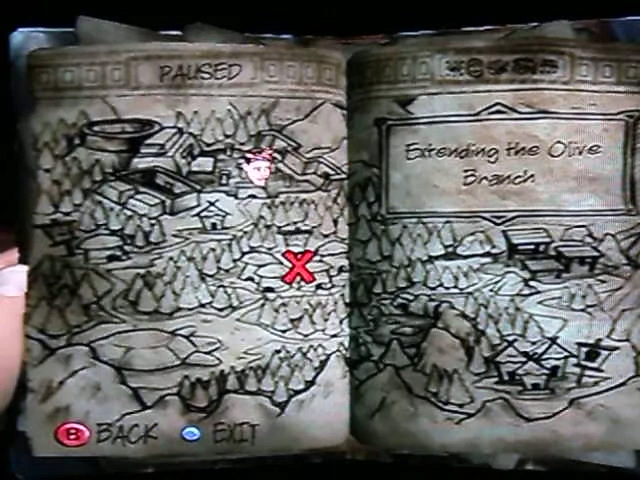 PAUSED
Extending the Olive
Branch
X
B BACK
EXIT